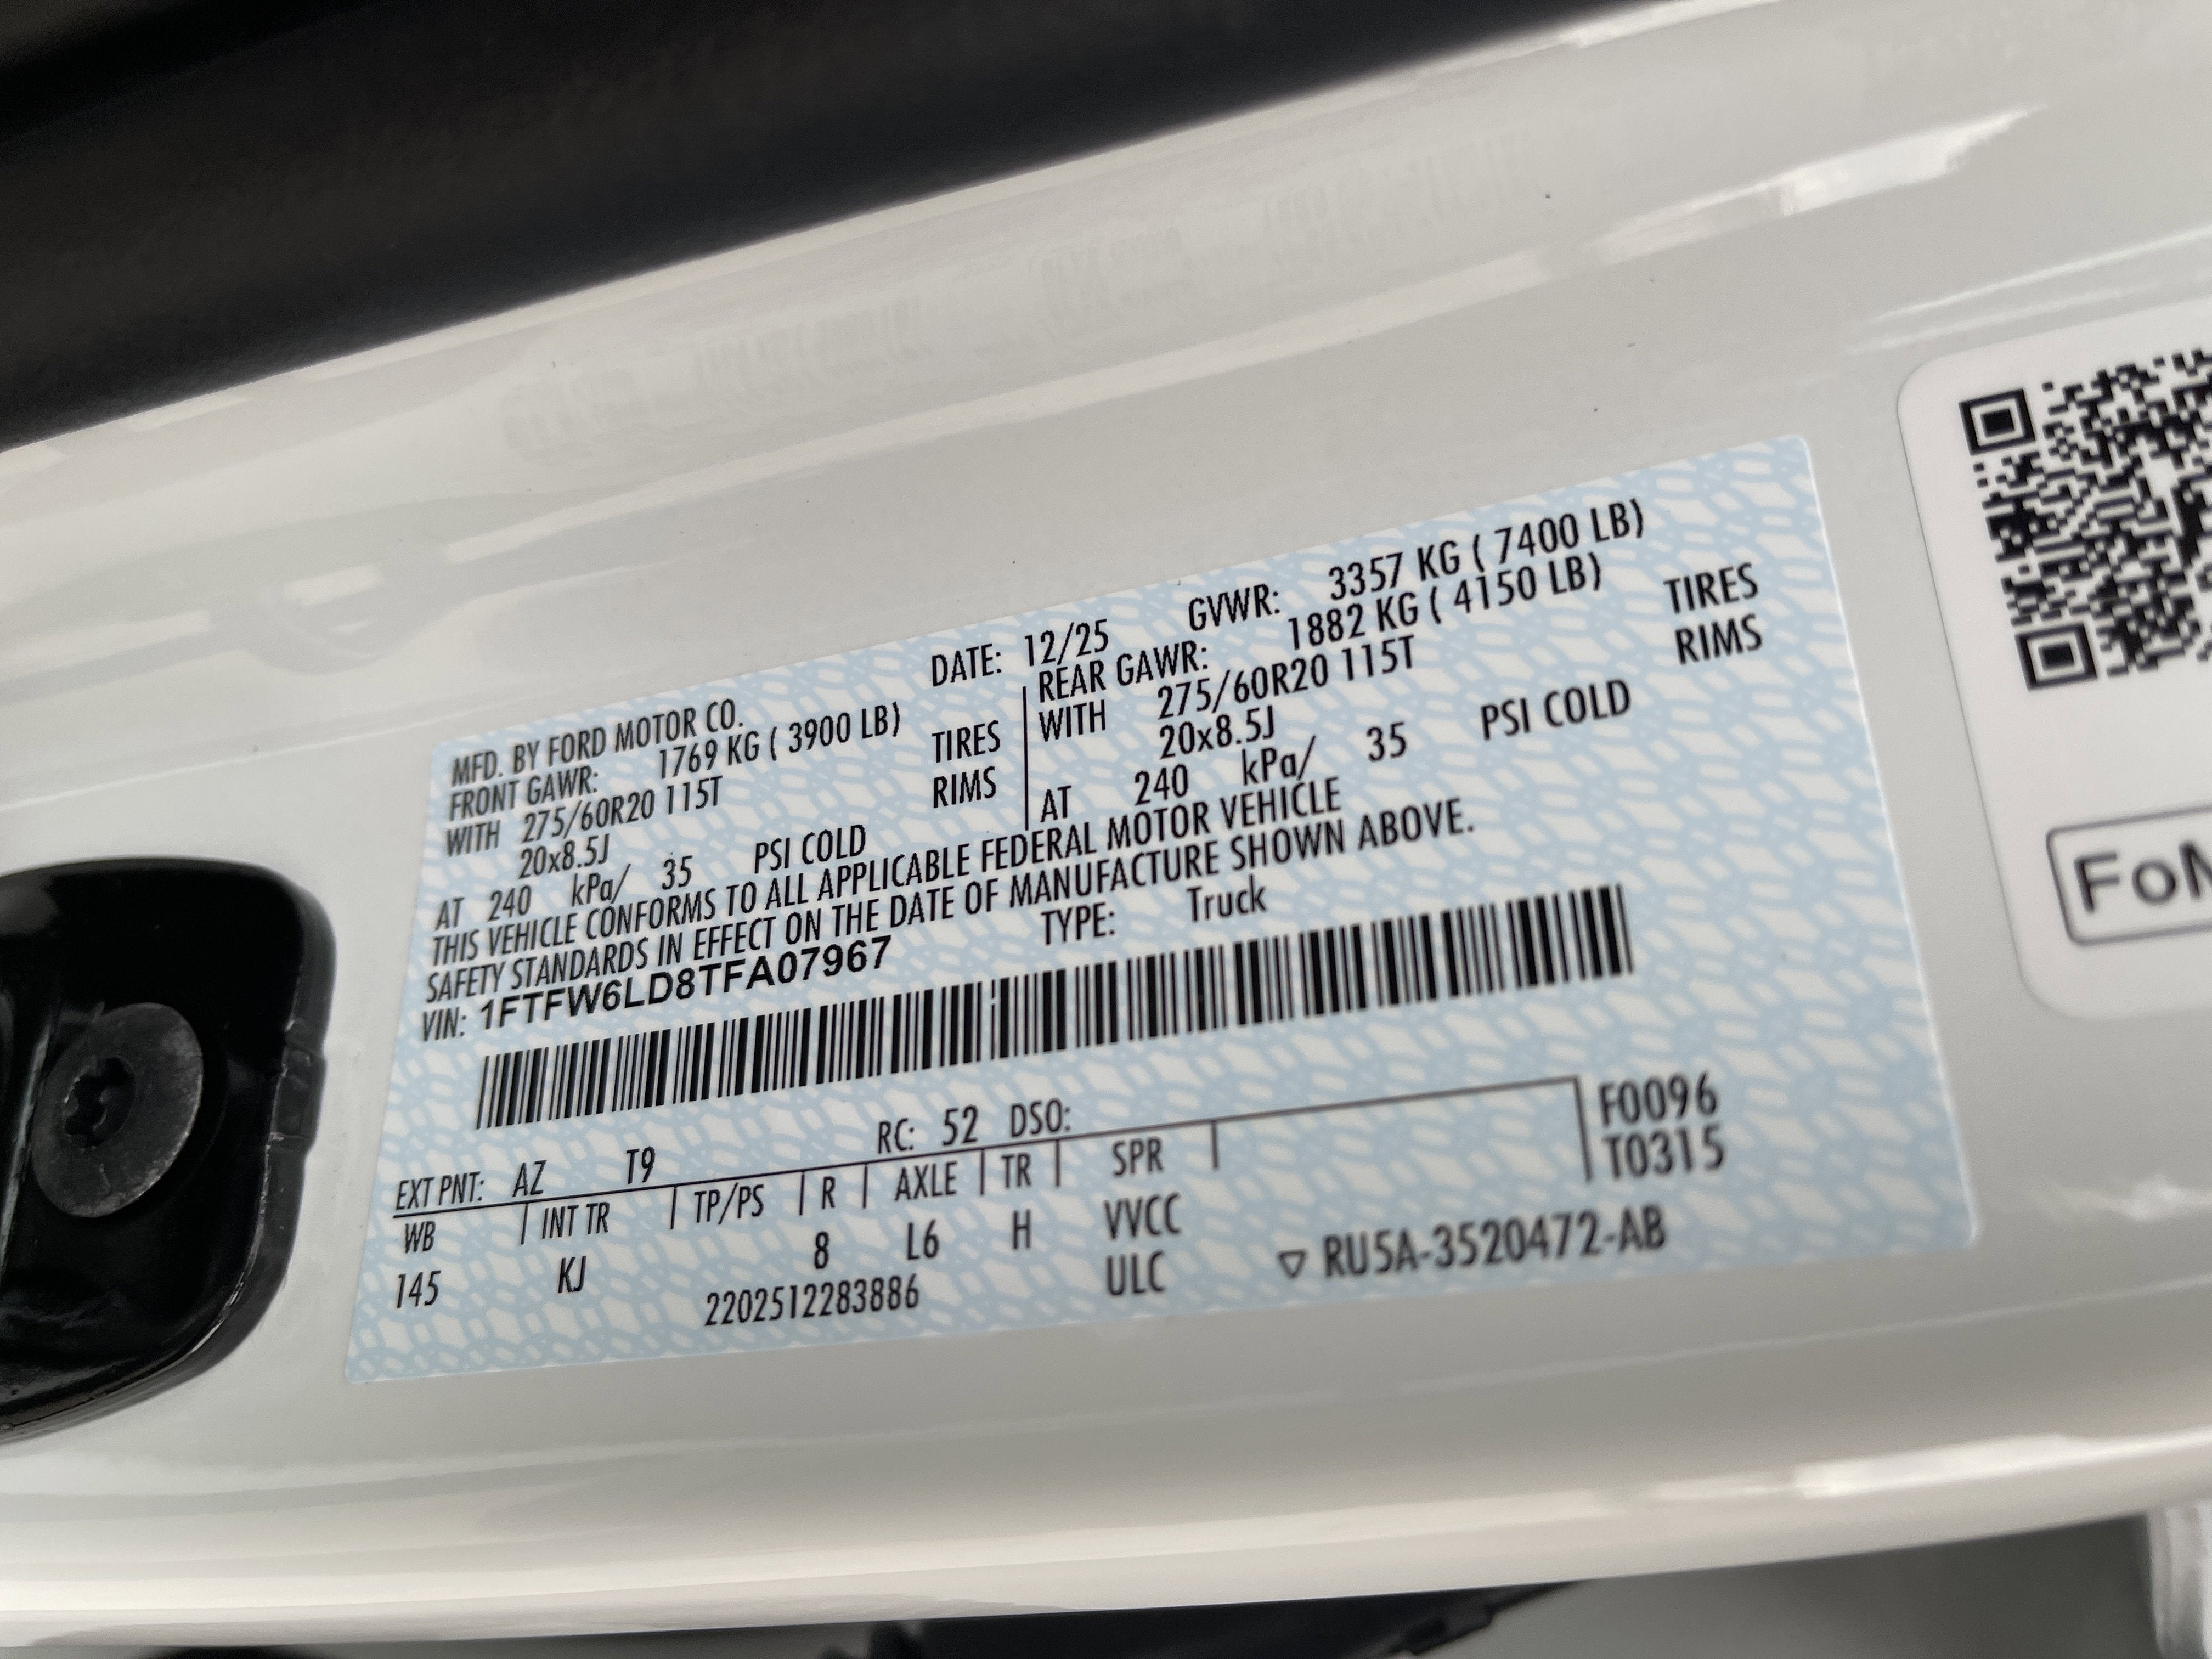 MFD. BY FORD MOTOR CO. DATE: 12/25 GVWR: 3357 KG ( 7400 LB)
FRONT GAWR: 1769 KG ( 3900 LB) REAR GAWR: 1882 KG ( 4150 LB)
WITH 275/60R20 115T TIRES WITH 275/60R20 115T TIRES
20x8.5J RIMS 20x8.5J RIMS
AT 240 kPa/ 35 PSI COLD AT 240 kPa/ 35 PSI COLD
THIS VEHICLE CONFORMS TO ALL APPLICABLE FEDERAL MOTOR VEHICLE
SAFETY STANDARDS IN EFFECT ON THE DATE OF MANUFACTURE SHOWN ABOVE.
VIN: 1FTFW6LD8TFA07967 TYPE: Truck
EXT PNT: AZ T9 RC: 52 DSO: F0096
WB | INT TR | TP/PS | R | AXLE | TR | SPR | T0315
145 KJ 8 L6 H VVCC
2202512283886 ULC ▽ RU5A-3520472-AB